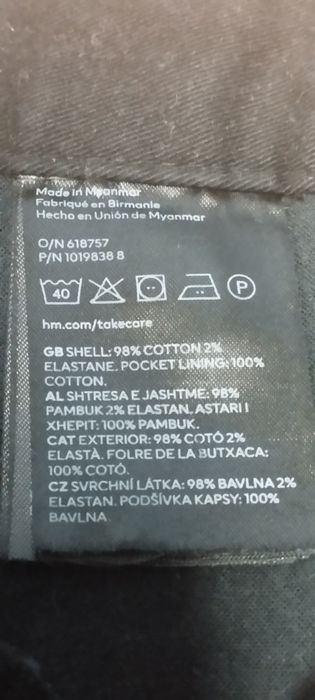 Made in Myanmar
Fabriqué en Birmanie
Hecho en Unión de Myanmar
O/N 618757
P/N 1019838 8
40 P
hm.com/takecare
GB SHELL: 98% COTTON 2%
ELASTANE. POCKET LINING: 100%
COTTON.
AL SHTRESA E JASHTME: 98%
PAMBUK 2% ELASTAN. ASTARI I
XHEPIT: 100% PAMBUK.
CAT EXTERIOR: 98% COTÓ 2%
ELASTÀ. FOLRE DE LA BUTXACA:
100% COTÓ.
CZ SVRCHNÍ LÁTKA: 98% BAVLNA 2%
ELASTAN. PODŠÍVKA KAPSY: 100%
BAVLNA